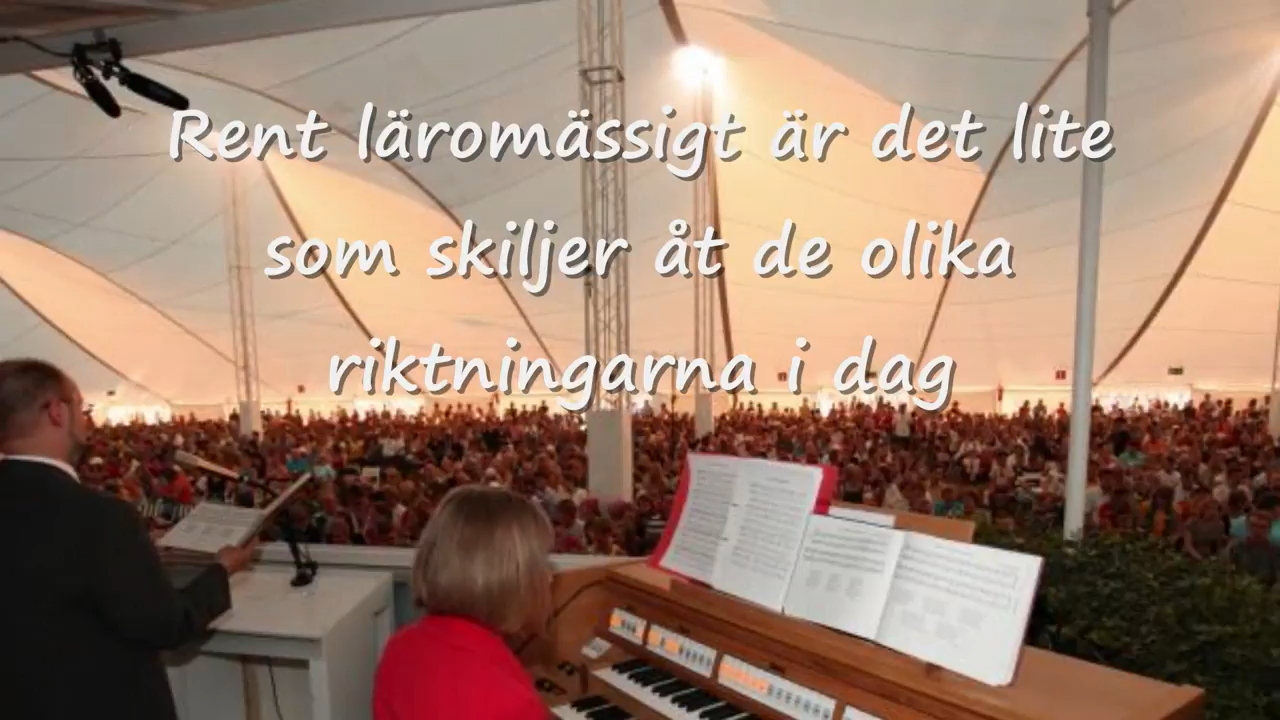 Rent läromässigt är det lite
som skiljer åt de olika
riktningarna i dag